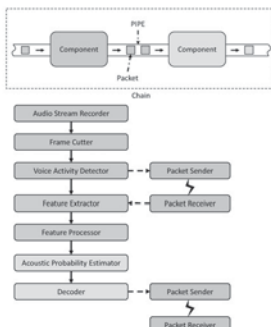 PIPE
Component
Component
Packet
Chain
Audio Stream Recorder
Frame Cutter
Voice Activity Detector
Packet Sender
Feature Extractor
Packet Receiver
Feature Processor
Acoustic Probability Estimator
Decoder
Packet Sender
Packet Receiver